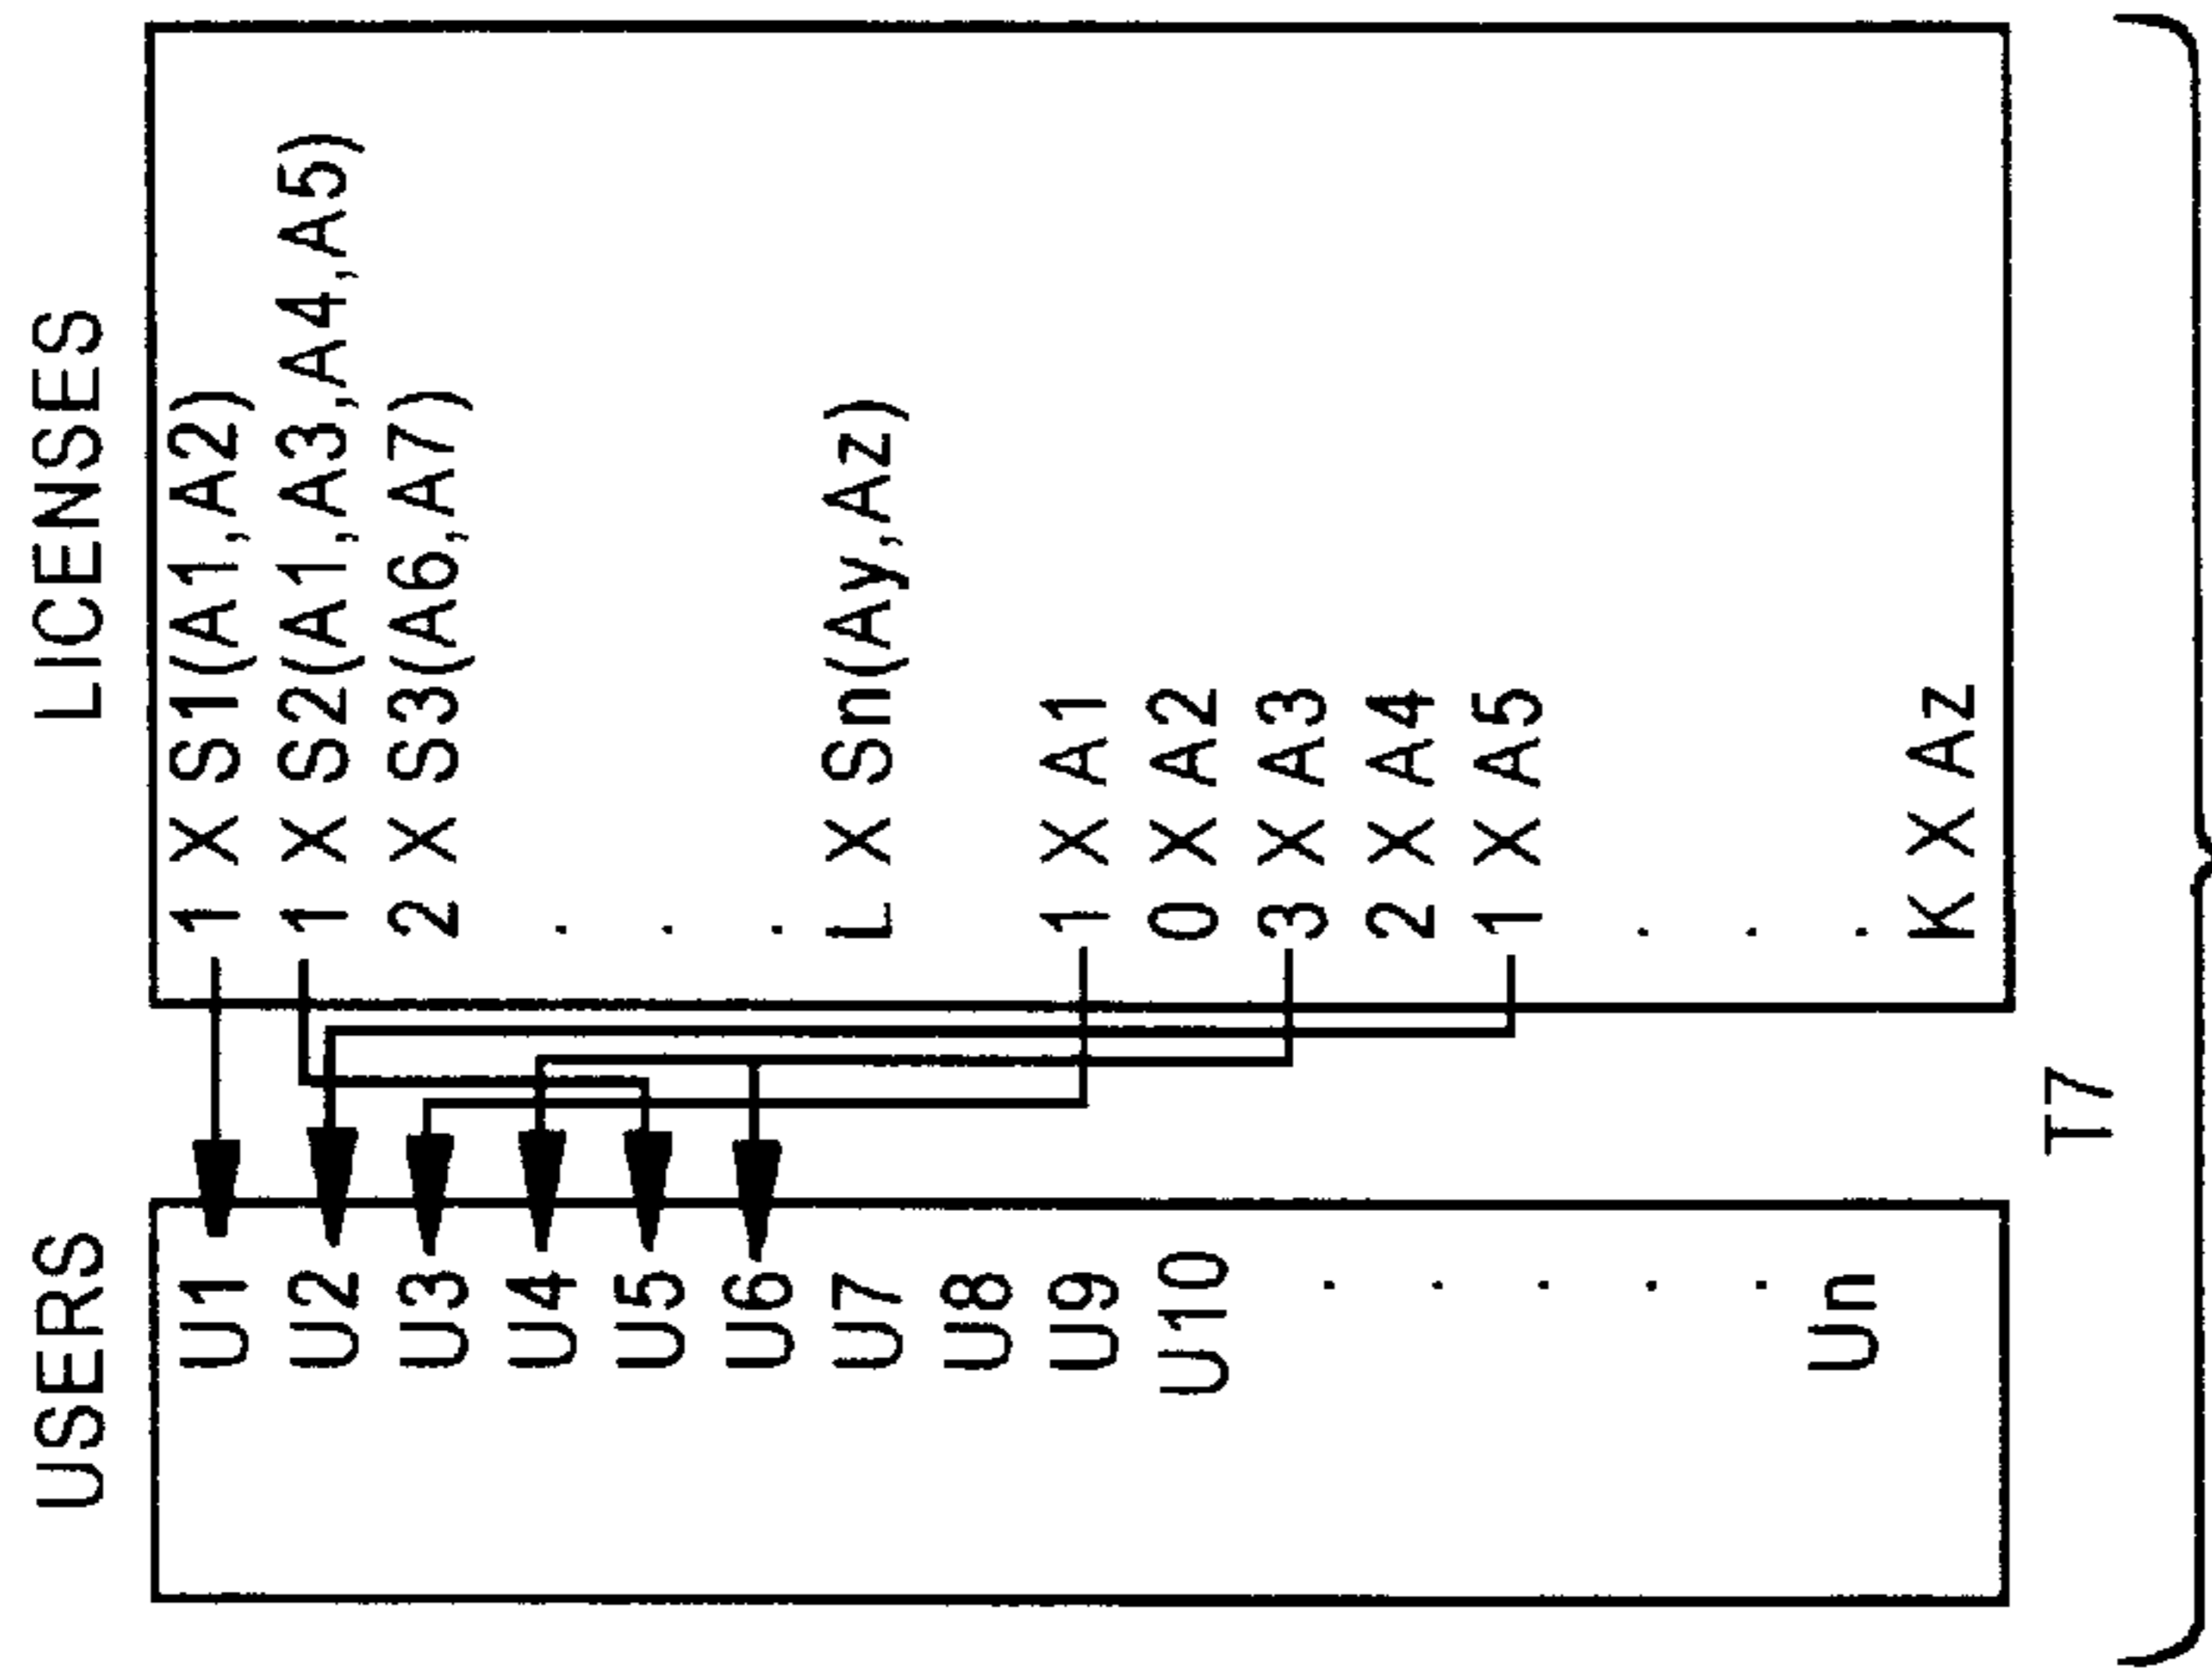 USERS
U1
U2
U3
U4
U5
U6
U7
U8
U9
U10
.
.
.
.
.
Un
LICENSES
1 X S1(A1,A2)
1 X S2(A1,A3,A4,A5)
2 X S3(A6,A7)
.
.
.
L X Sn(Ay,Az)
1 X A1
0 X A2
3 X A3
2 X A4
1 X A5
.
.
.
K X Az
T7